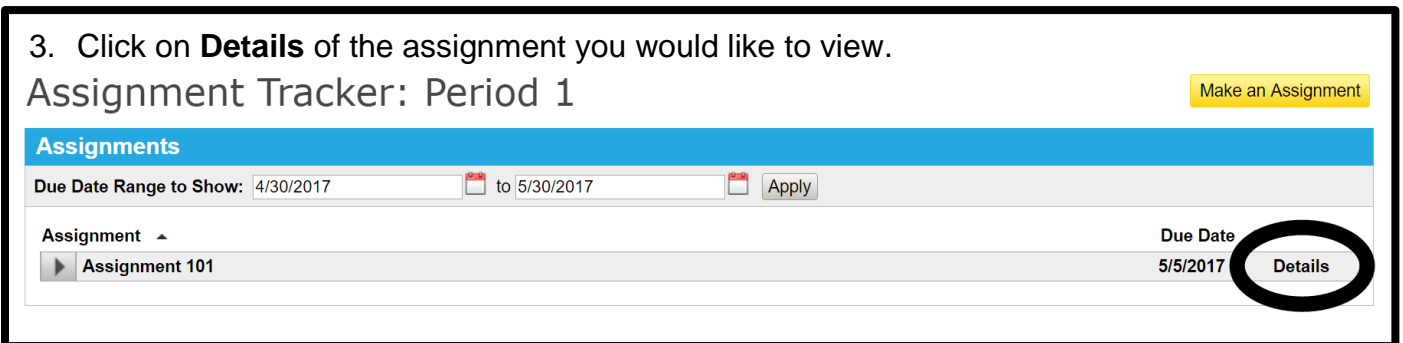 3. Click on Details of the assignment you would like to view.
Assignment Tracker: Period 1
Make an Assignment
Assignments
Due Date Range to Show: 4/30/2017 to 5/30/2017 Apply
Assignment Due Date
Assignment 101 5/5/2017 Details